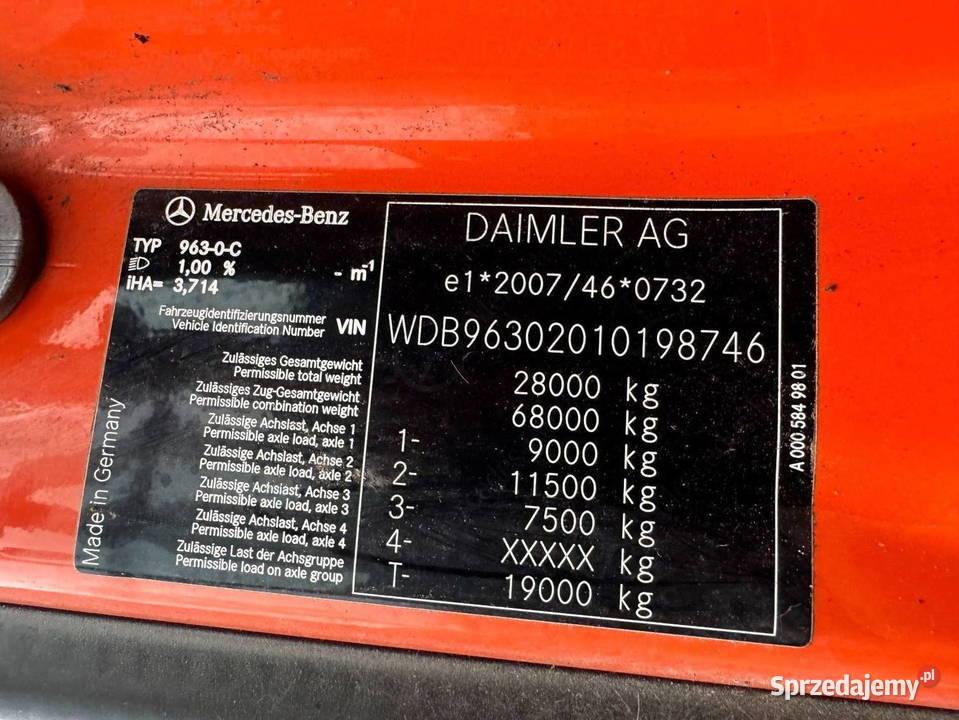 Mercedes-Benz
TYP 963-0-C
1,00 % - m-1
iHA= 3,714
Fahrzeugidentifizierungsnummer
Vehicle Identification Number VIN
Zulässiges Gesamtgewicht
Permissible total weight
Zulässiges Zug-Gesamtgewicht
Permissible combination weight
Zulässige Achslast, Achse 1
Permissible axle load, axle 1
Zulässige Achslast, Achse 2
Permissible axle load, axle 2
Zulässige Achslast, Achse 3
Permissible axle load, axle 3
Zulässige Achslast, Achse 4
Permissible axle load, axle 4
Zulässige Last der Achsgruppe
Permissible load on axle group
Made in Germany
DAIMLER AG
e1*2007/46*0732
WDB96302010198746
28000 kg
68000 kg
1- 9000 kg
2- 11500 kg
3- 7500 kg
4- XXXXX kg
T- 19000 kg
A 000 584 98 01
Sprzedajemy.pl